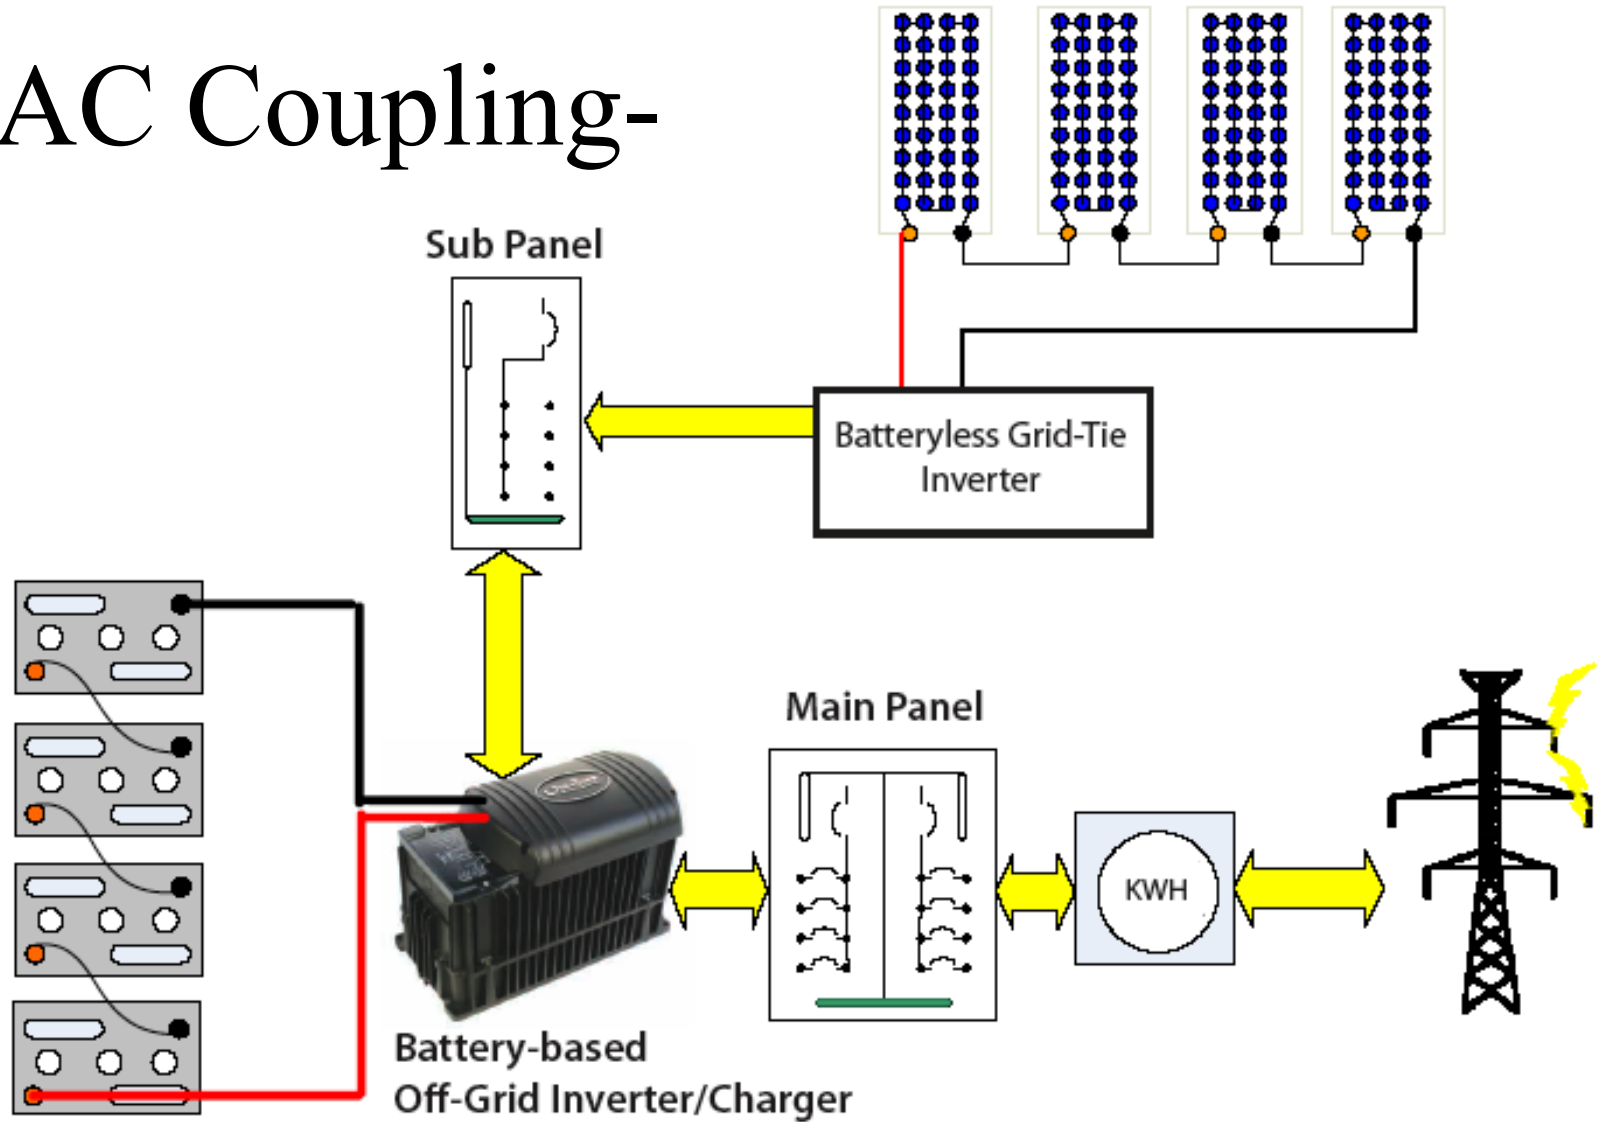 AC Coupling-
Sub Panel
Batteryless Grid-Tie
Inverter
Main Panel
KWH
Battery-based
Off-Grid Inverter/Charger